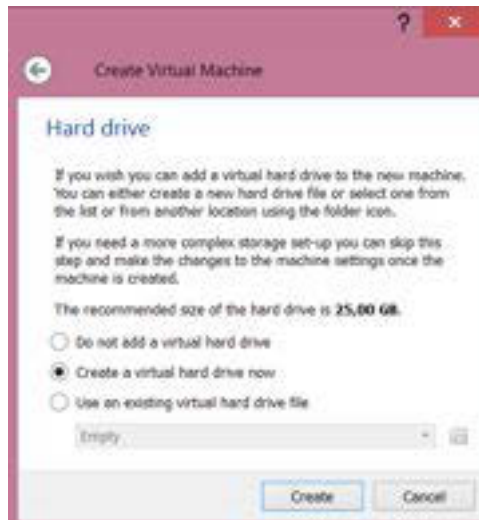 ?
Create Virtual Machine
Hard drive
If you wish you can add a virtual hard drive to the new machine.
You can either create a new hard drive file or select one from
the list or from another location using the folder icon.
If you need a more complex storage set-up you can skip this
step and make the changes to the machine settings once the
machine is created.
The recommended size of the hard drive is 25,00 GB.
Do not add a virtual hard drive
Create a virtual hard drive now
Use an existing virtual hard drive file
Empty
Create Cancel